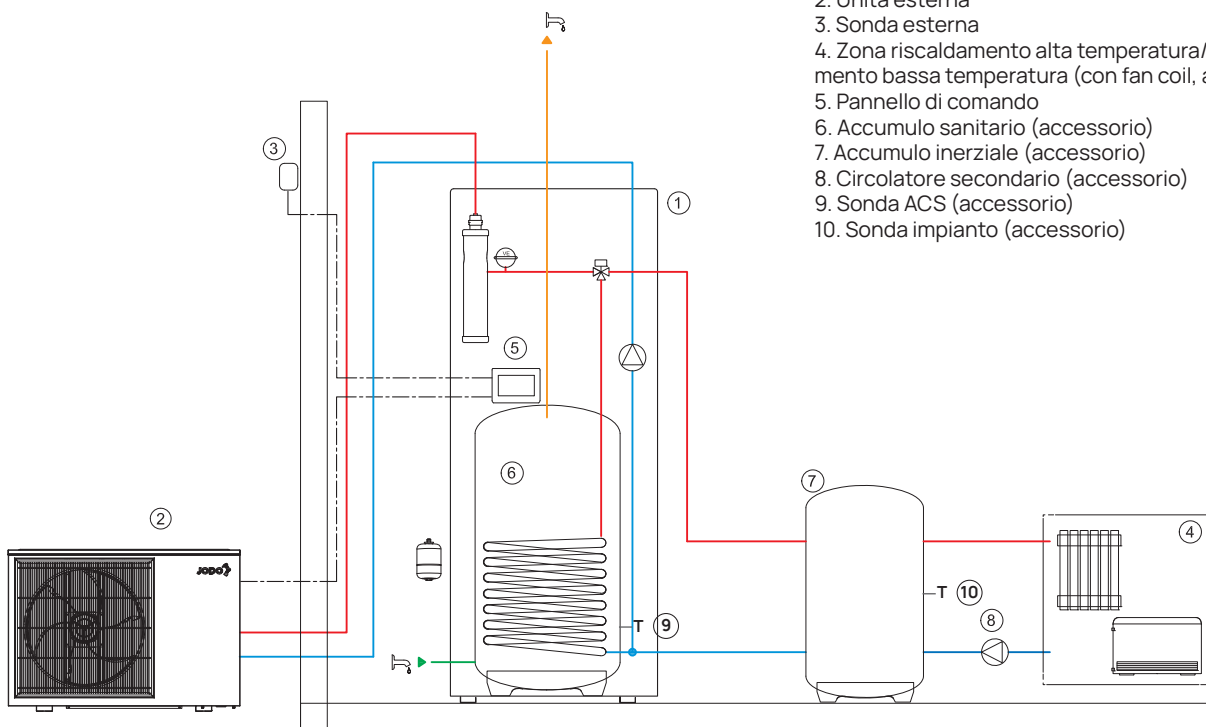 2. Unità esterna
3. Sonda esterna
4. Zona riscaldamento alta temperatura/
mento bassa temperatura (con fan coil,
5. Pannello di comando
6. Accumulo sanitario (accessorio)
7. Accumulo inerziale (accessorio)
8. Circolatore secondario (accessorio)
9. Sonda ACS (accessorio)
10. Sonda impianto (accessorio)
3
1
VE
5
6
7
2
4
JODO
T 10
8
T 9